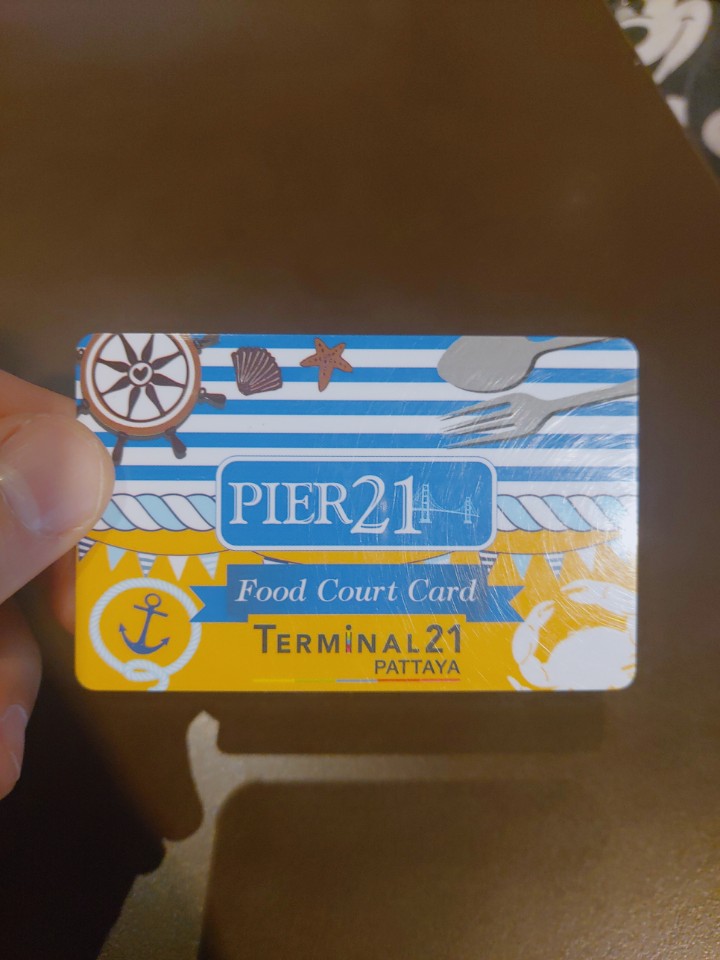 PIER21
Food Court Card
TERMINAL21
PATTAYA